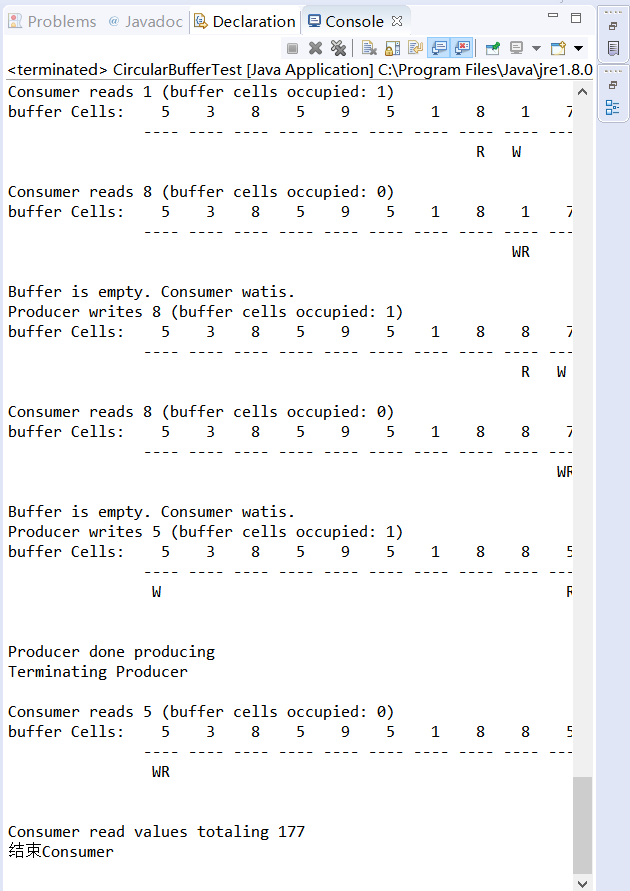 Problems @ Javadoc Declaration Console
<terminated> CircularBufferTest [Java Application] C:\Program Files\Java\jre1.8.0
Consumer reads 1 (buffer cells occupied: 1)
buffer Cells: 5 3 8 5 9 5 1 8 1 7
---- ---- ---- ---- ---- ---- ---- ---- ---- ---
R W
Consumer reads 8 (buffer cells occupied: 0)
buffer Cells: 5 3 8 5 9 5 1 8 1 7
---- ---- ---- ---- ---- ---- ---- ---- ---- ---
WR
Buffer is empty. Consumer watis.
Producer writes 8 (buffer cells occupied: 1)
buffer Cells: 5 3 8 5 9 5 1 8 8 7
---- ---- ---- ---- ---- ---- ---- ---- ---- ---
R W
Consumer reads 8 (buffer cells occupied: 0)
buffer Cells: 5 3 8 5 9 5 1 8 8 7
---- ---- ---- ---- ---- ---- ---- ---- ---- ---
WR
Buffer is empty. Consumer watis.
Producer writes 5 (buffer cells occupied: 1)
buffer Cells: 5 3 8 5 9 5 1 8 8 5
---- ---- ---- ---- ---- ---- ---- ---- ---- ---
W R
Producer done producing
Terminating Producer
Consumer reads 5 (buffer cells occupied: 0)
buffer Cells: 5 3 8 5 9 5 1 8 8 5
---- ---- ---- ---- ---- ---- ---- ---- ---- ---
WR
Consumer read values totaling 177
结束Consumer